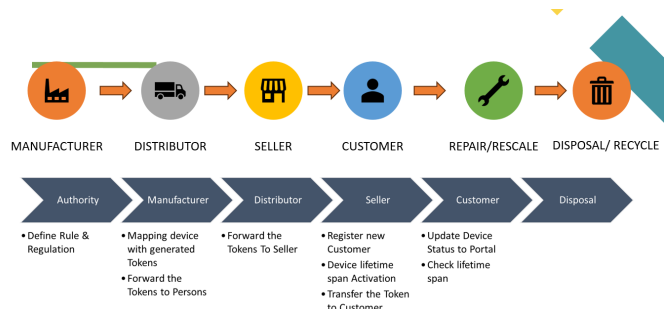 MANUFACTURER
DISTRIBUTOR
SELLER
CUSTOMER
REPAIR/RESCALE
DISPOSAL/ RECYCLE
Authority
Manufacturer
Distributor
Seller
Customer
Disposal
• Define Rule &
Regulation
• Mapping device
with generated
Tokens
• Forward the
Tokens to Persons
• Forward the
Tokens To Seller
• Register new
Customer
• Device lifetime
span Activation
• Transfer the Token
to Customer
• Update Device
Status to Portal
• Check lifetime
span